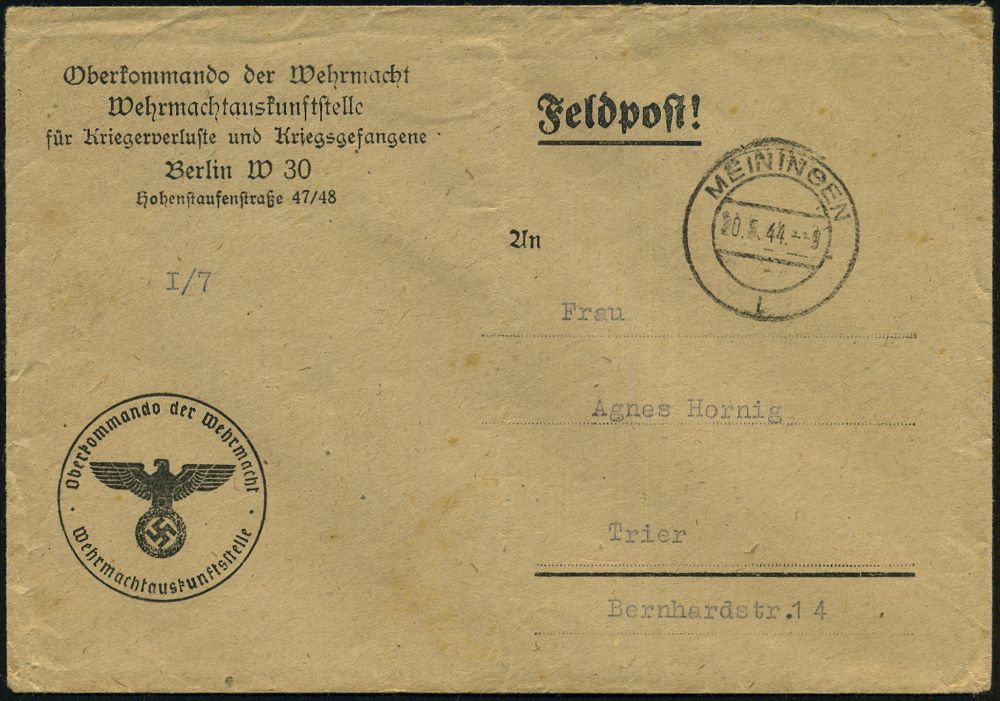 Oberkommando der Wehrmacht
Wehrmachtauskunftstelle
für Kriegerverluste und Kriegsgefangene
Berlin W 30
Hohenstaufenstraße 47/48
I/7
Feldpost!
MEININGEN
20.5.44.--9
An
Frau
Agnes Hornig
Trier
Bernhardstr.14
Oberkommando der Wehrmacht
Wehrmachtauskunftstelle